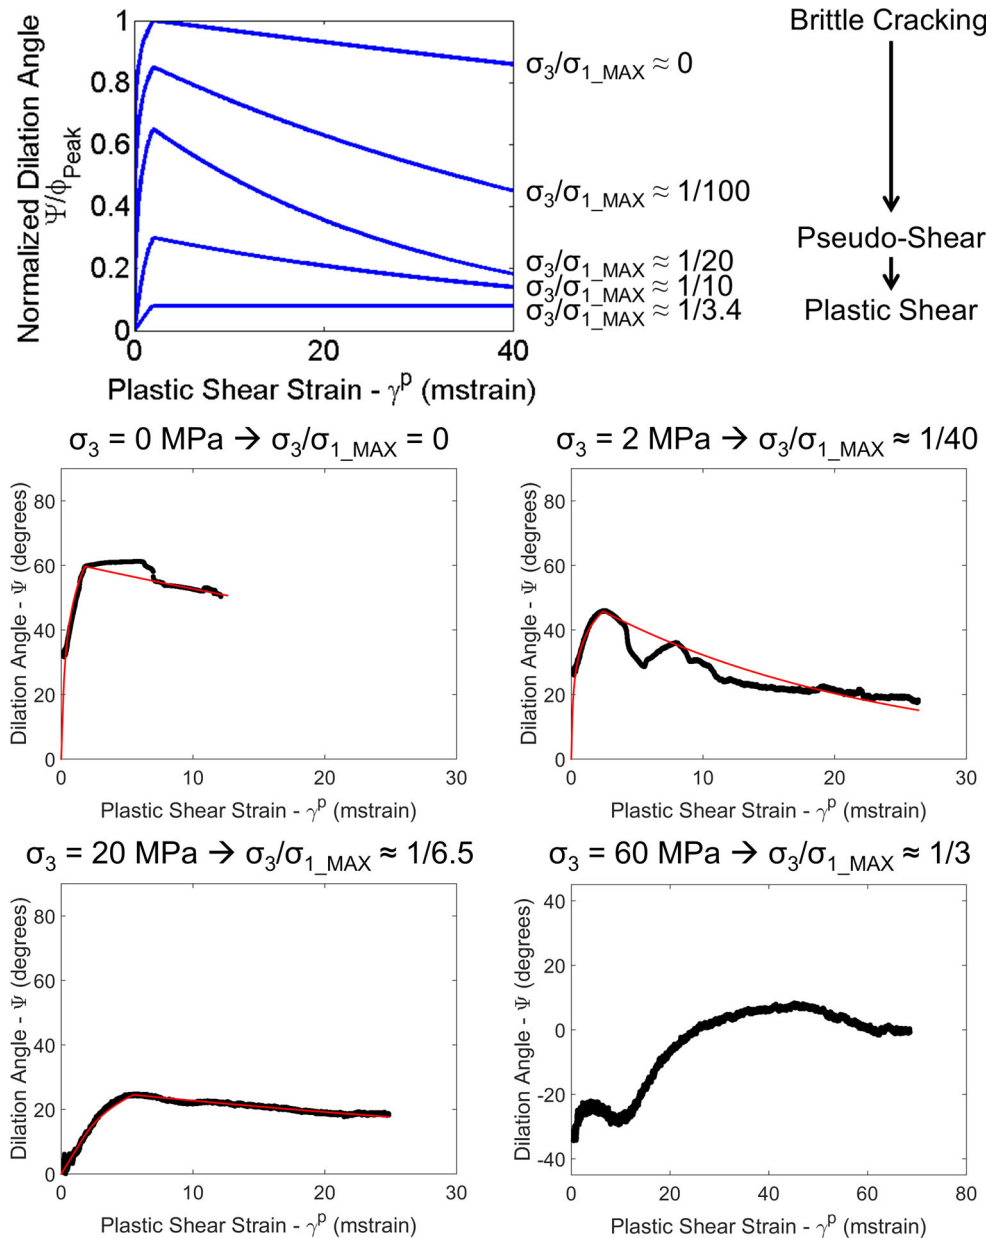 Brittle Cracking
Normalized Dilation Angle
Ψ/ϕ_Peak
1
0.8
0.6
0.4
0.2
0
0
20
40
Plastic Shear Strain - γ^p (mstrain)
σ3/σ1_MAX ≈ 0
σ3/σ1_MAX ≈ 1/100
σ3/σ1_MAX ≈ 1/20
σ3/σ1_MAX ≈ 1/10
σ3/σ1_MAX ≈ 1/3.4
Pseudo-Shear
Plastic Shear
σ3 = 0 MPa → σ3/σ1_MAX = 0
Dilation Angle - Ψ (degrees)
80
60
40
20
0
0
10
20
30
Plastic Shear Strain - γ^p (mstrain)
σ3 = 2 MPa → σ3/σ1_MAX ≈ 1/40
Dilation Angle - Ψ (degrees)
80
60
40
20
0
0
10
20
30
Plastic Shear Strain - γ^p (mstrain)
σ3 = 20 MPa → σ3/σ1_MAX ≈ 1/6.5
Dilation Angle - Ψ (degrees)
80
60
40
20
0
0
10
20
30
Plastic Shear Strain - γ^p (mstrain)
σ3 = 60 MPa → σ3/σ1_MAX ≈ 1/3
Dilation Angle - Ψ (degrees)
40
20
0
-20
-40
0
20
40
60
80
Plastic Shear Strain - γ^p (mstrain)